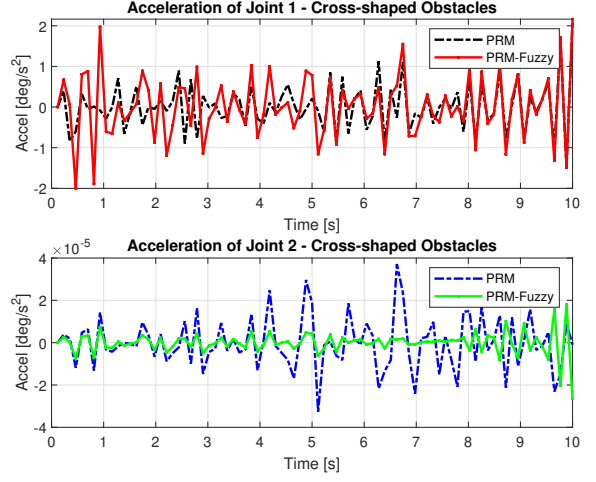 Acceleration of Joint 1 - Cross-shaped Obstacles
Accel [deg/s²]
2
1
0
-1
-2
PRM
PRM-Fuzzy
0 1 2 3 4 5 6 7 8 9 10
Time [s]
×10⁻⁵
Acceleration of Joint 2 - Cross-shaped Obstacles
Accel [deg/s²]
4
2
0
-2
-4
PRM
PRM-Fuzzy
0 1 2 3 4 5 6 7 8 9 10
Time [s]